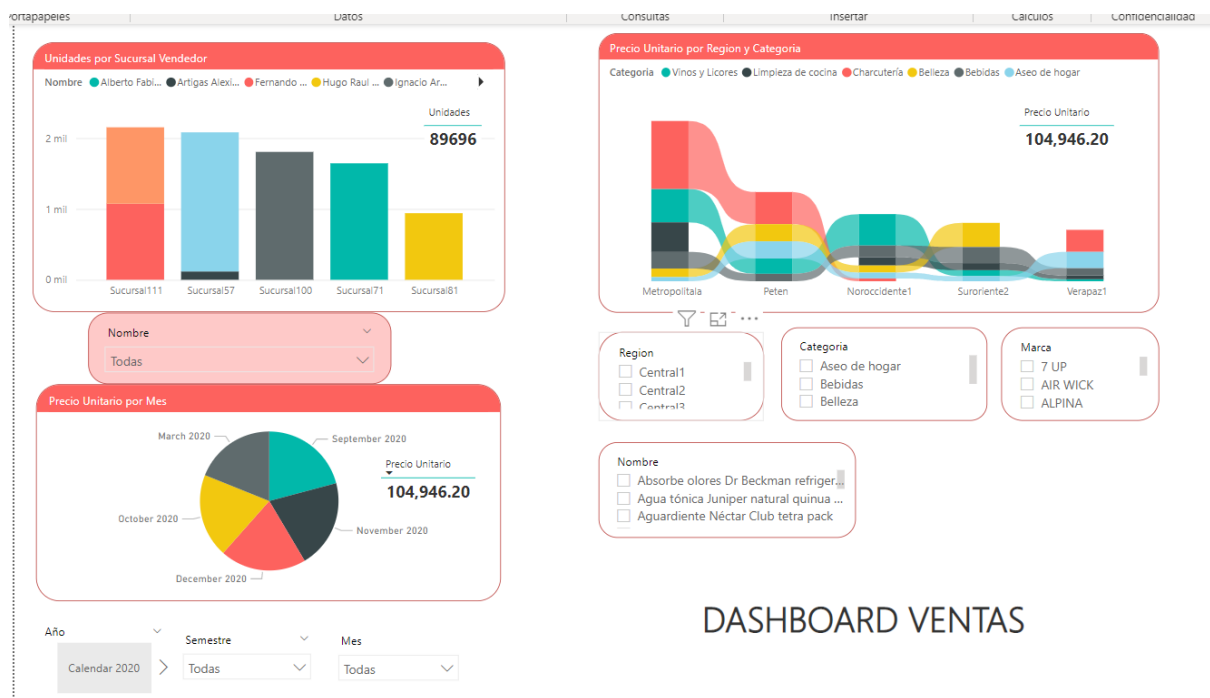 Portapapeles Datos Consultas Insertar Cálculos Confidencialidad
Unidades por Sucursal Vendedor
Nombre Alberto Fabi... Artigas Alexi... Fernando ... Hugo Raul ... Ignacio Ar...
Unidades
89696
2 mil
1 mil
0 mil
Sucursal111 Sucursal57 Sucursal100 Sucursal71 Sucursal81
Nombre
Todas
Precio Unitario por Mes
March 2020
September 2020
Precio Unitario
104,946.20
October 2020
November 2020
December 2020
Año
Calendar 2020
Semestre
Todas
Mes
Todas
Precio Unitario por Region y Categoria
Categoria Vinos y Licores Limpieza de cocina Charcutería Belleza Bebidas Aseo de hogar
Precio Unitario
104,946.20
Metropolitala Peten Noroccidente1 Suroriente2 Verapaz1
Region
Central1
Central2
Central3
Categoria
Aseo de hogar
Bebidas
Belleza
Marca
7 UP
AIR WICK
ALPINA
Nombre
Absorbe olores Dr Beckman refriger...
Agua tónica Juniper natural quinua ...
Aguardiente Néctar Club tetra pack
DASHBOARD VENTAS